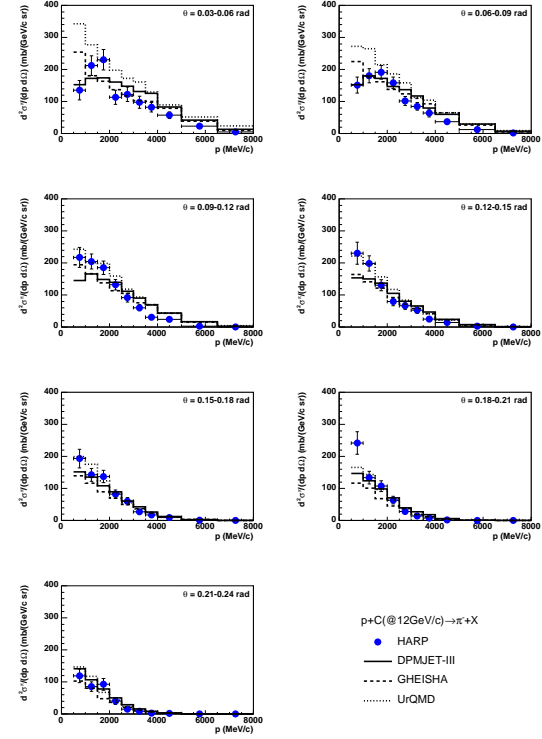 θ = 0.03-0.06 rad
d²σ/(dp dΩ) (mb/(GeV/c sr))
400
300
200
100
0
0 2000 4000 6000 8000
p (MeV/c)
θ = 0.06-0.09 rad
d²σ/(dp dΩ) (mb/(GeV/c sr))
400
300
200
100
0
0 2000 4000 6000 8000
p (MeV/c)
θ = 0.09-0.12 rad
d²σ/(dp dΩ) (mb/(GeV/c sr))
400
300
200
100
0
0 2000 4000 6000 8000
p (MeV/c)
θ = 0.12-0.15 rad
d²σ/(dp dΩ) (mb/(GeV/c sr))
400
300
200
100
0
0 2000 4000 6000 8000
p (MeV/c)
θ = 0.15-0.18 rad
d²σ/(dp dΩ) (mb/(GeV/c sr))
400
300
200
100
0
0 2000 4000 6000 8000
p (MeV/c)
θ = 0.18-0.21 rad
d²σ/(dp dΩ) (mb/(GeV/c sr))
400
300
200
100
0
0 2000 4000 6000 8000
p (MeV/c)
θ = 0.21-0.24 rad
d²σ/(dp dΩ) (mb/(GeV/c sr))
400
300
200
100
0
0 2000 4000 6000 8000
p (MeV/c)
p+C(@12GeV/c)→π⁻+X
HARP
DPMJET-III
GHEISHA
UrQMD